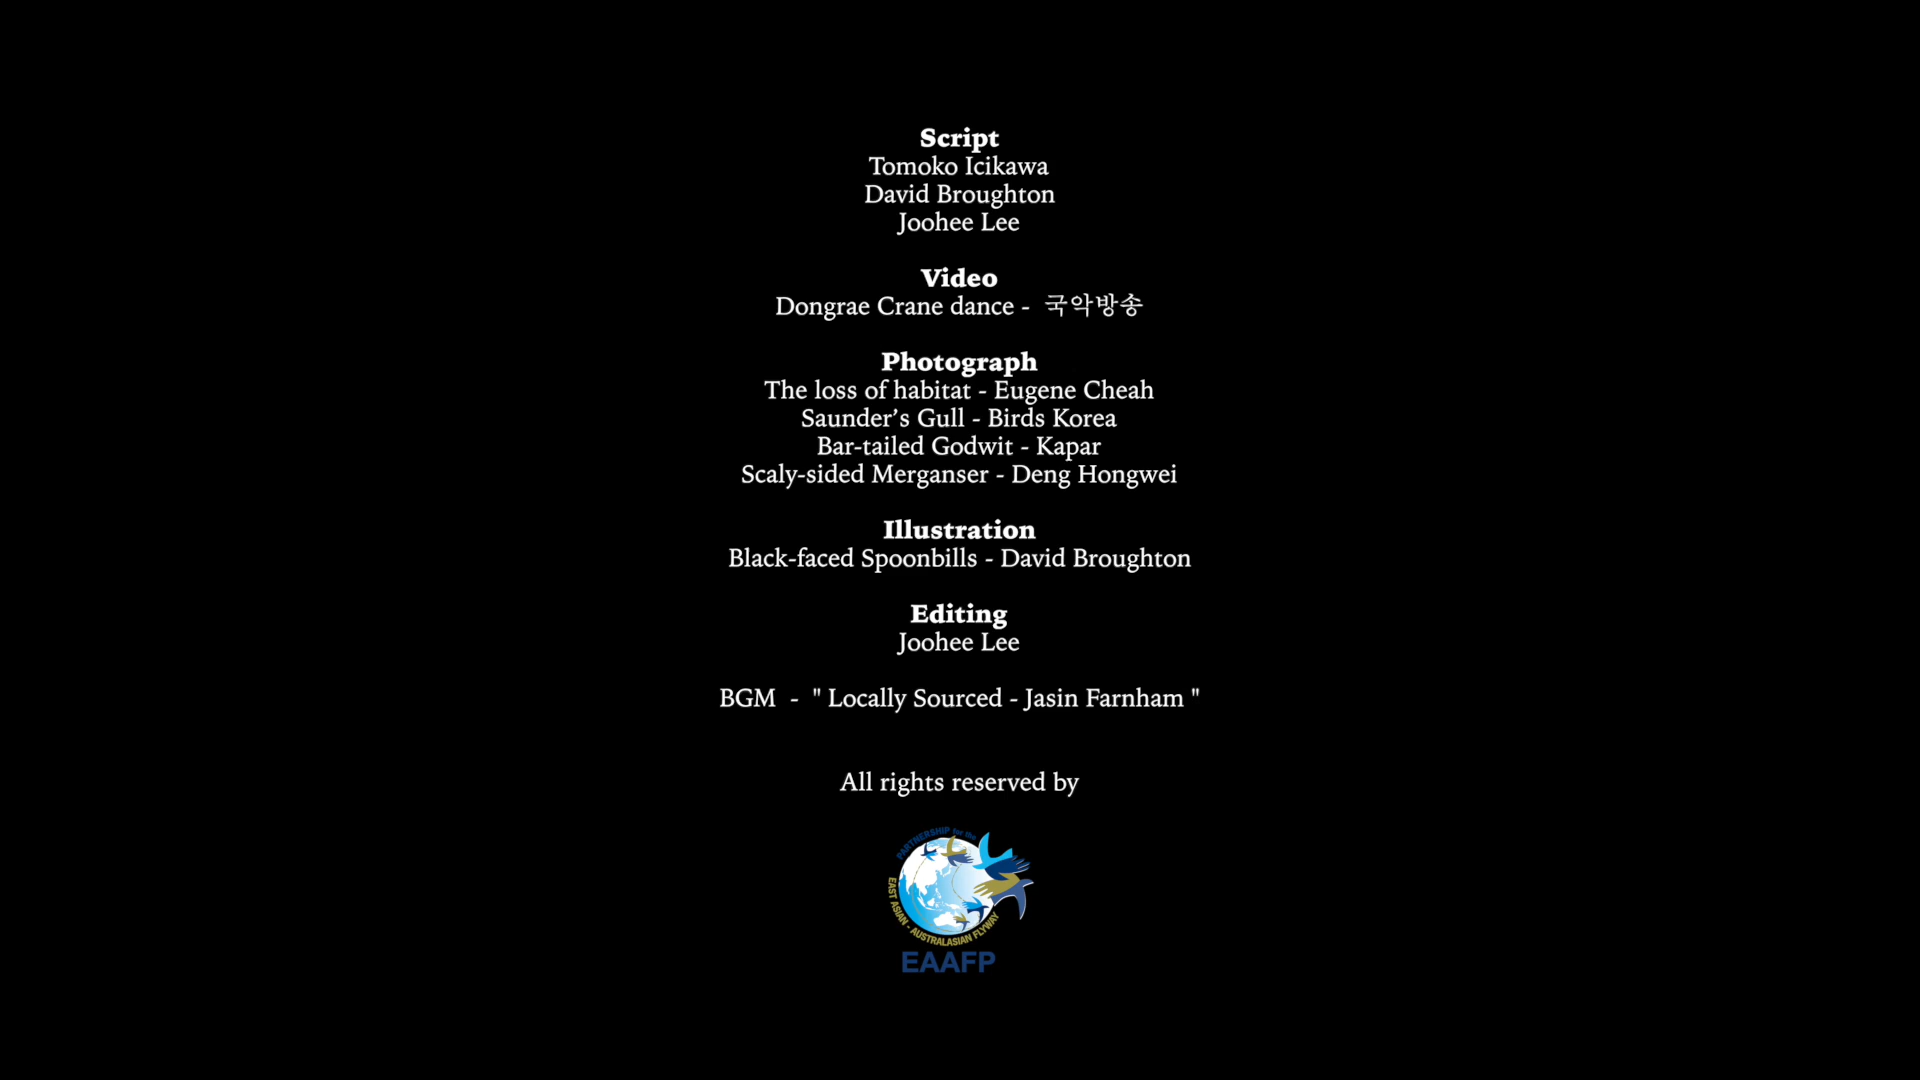 Script
Tomoko Icikawa
David Broughton
Joohee Lee
Video
Dongrae Crane dance - 국악방송
Photograph
The loss of habitat - Eugene Cheah
Saunder’s Gull - Birds Korea
Bar-tailed Godwit - Kapar
Scaly-sided Merganser - Deng Hongwei
Illustration
Black-faced Spoonbills - David Broughton
Editing
Joohee Lee
BGM - " Locally Sourced - Jasin Farnham "
All rights reserved by
PARTNERSHIP for the
EAST ASIAN - AUSTRALASIAN FLYWAY
EAAFP